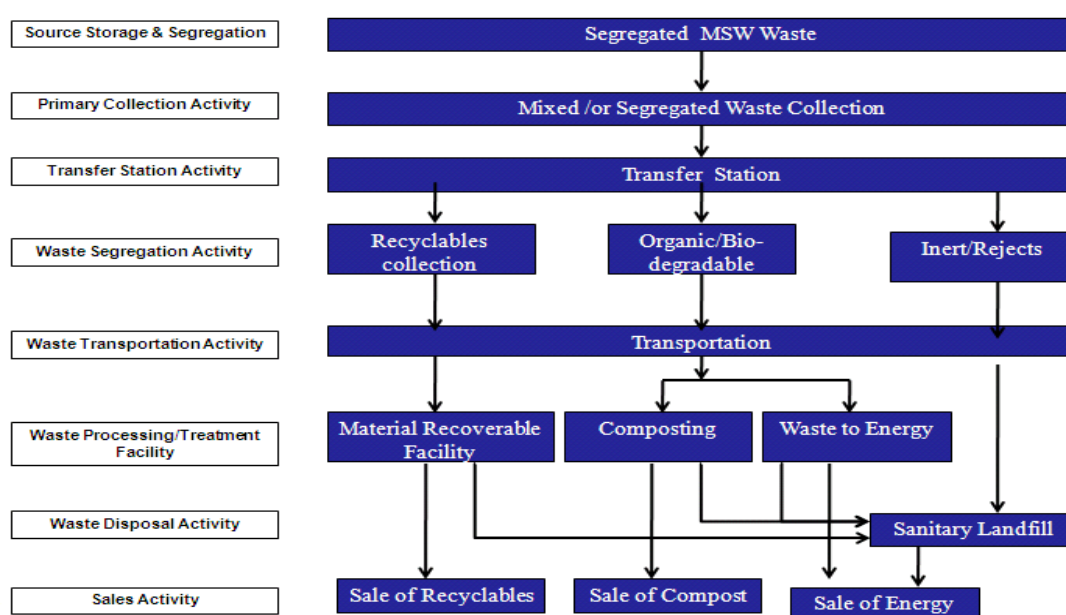 Source Storage & Segregation
Segregated MSW Waste
Primary Collection Activity
Mixed /or Segregated Waste Collection
Transfer Station Activity
Transfer Station
Waste Segregation Activity
Recyclables
collection
Organic/Bio-
degradable
Inert/Rejects
Waste Transportation Activity
Transportation
Waste Processing/Treatment
Facility
Material Recoverable
Facility
Composting
Waste to Energy
Waste Disposal Activity
Sanitary Landfill
Sales Activity
Sale of Recyclables
Sale of Compost
Sale of Energy